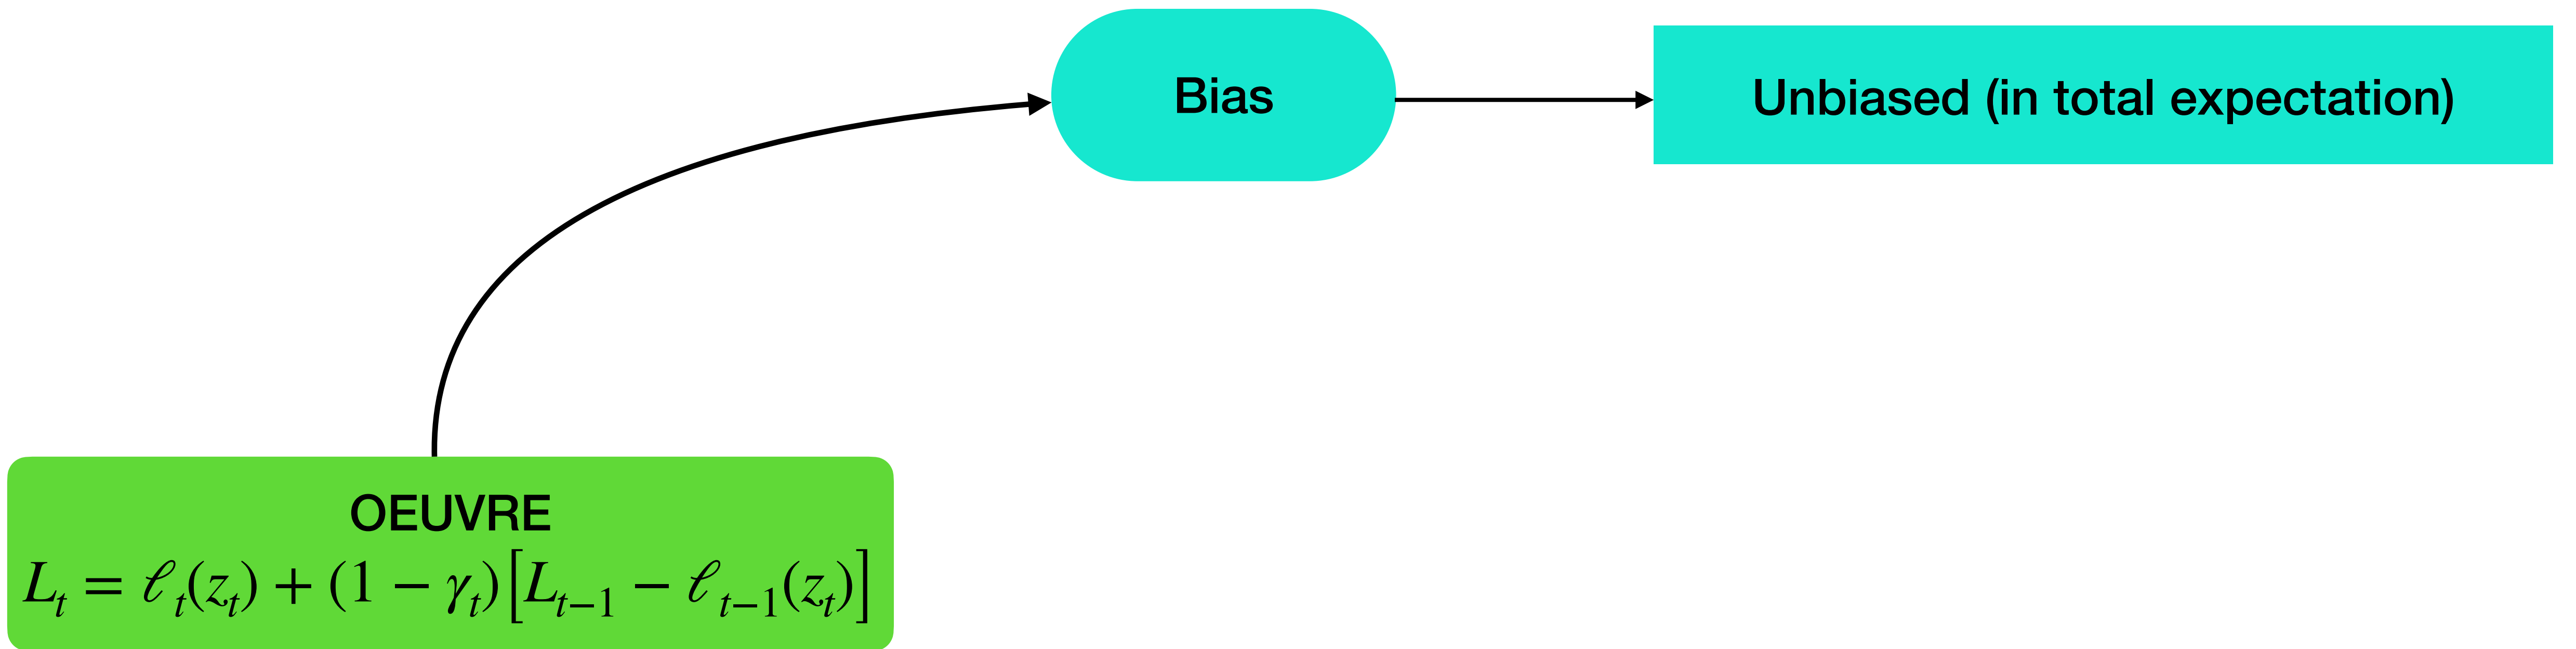 Bias
Unbiased (in total expectation)
OEUVRE
L_t = ℓ_t(z_t) + (1 − γ_t)[L_{t−1} − ℓ_{t−1}(z_t)]